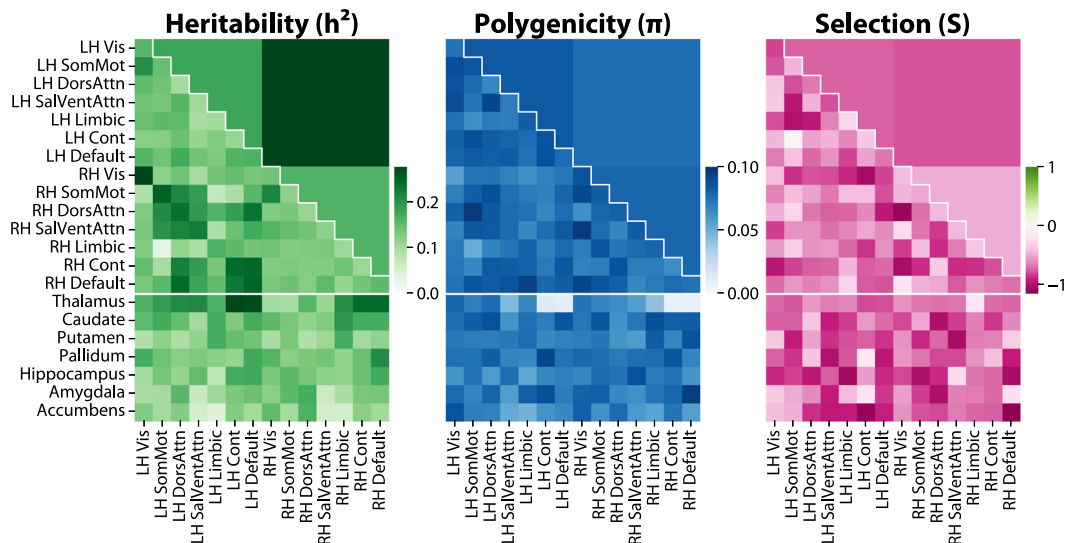 Heritability (h²)
Polygenicity (π)
Selection (S)
LH Vis
LH SomMot
LH DorsAttn
LH SalVentAttn
LH Limbic
LH Cont
LH Default
RH Vis
RH SomMot
RH DorsAttn
RH SalVentAttn
RH Limbic
RH Cont
RH Default
Thalamus
Caudate
Putamen
Pallidum
Hippocampus
Amygdala
Accumbens
0.2
0.1
0.0
0.10
0.05
0.00
1
0
−1
LH Vis
LH SomMot
LH DorsAttn
LH SalVentAttn
LH Limbic
LH Cont
LH Default
RH Vis
RH SomMot
RH DorsAttn
RH SalVentAttn
RH Limbic
RH Cont
RH Default
LH Vis
LH SomMot
LH DorsAttn
LH SalVentAttn
LH Limbic
LH Cont
LH Default
RH Vis
RH SomMot
RH DorsAttn
RH SalVentAttn
RH Limbic
RH Cont
RH Default
LH Vis
LH SomMot
LH DorsAttn
LH SalVentAttn
LH Limbic
LH Cont
LH Default
RH Vis
RH SomMot
RH DorsAttn
RH SalVentAttn
RH Limbic
RH Cont
RH Default